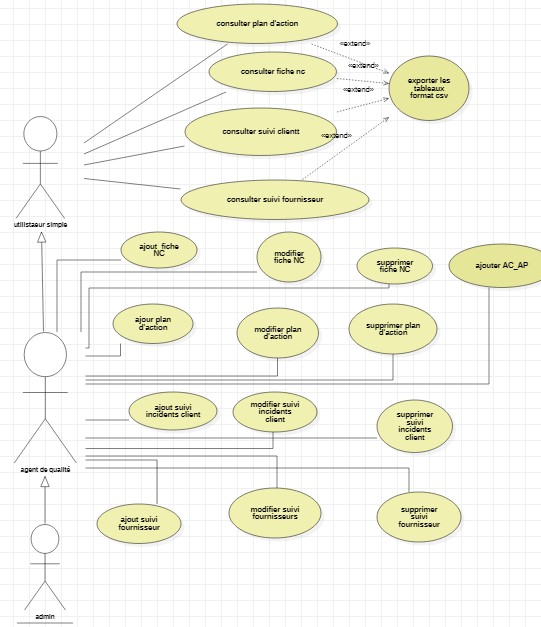 consulter plan d'action
«extend»
consulter fiche nc
«extend»
exporter les
tableaux
format csv
«extend»
consulter suivi clientt
«extend»
consulter suivi fournisseur
utilistaeur simple
ajout_fiche
NC
modifier
fiche NC
supprimer
fiche NC
ajouter AC_AP
ajour plan
d'action
modifier plan
d'action
supprimer plan
d'action
ajout suivi
incidents client
modifier suivi
incidents
client
supprimer
suivi
incidents
client
agent de qualité
ajout suivi
fournisseur
modifier suivi
fournisseurs
supprimer
suivi
fournisseur
admin